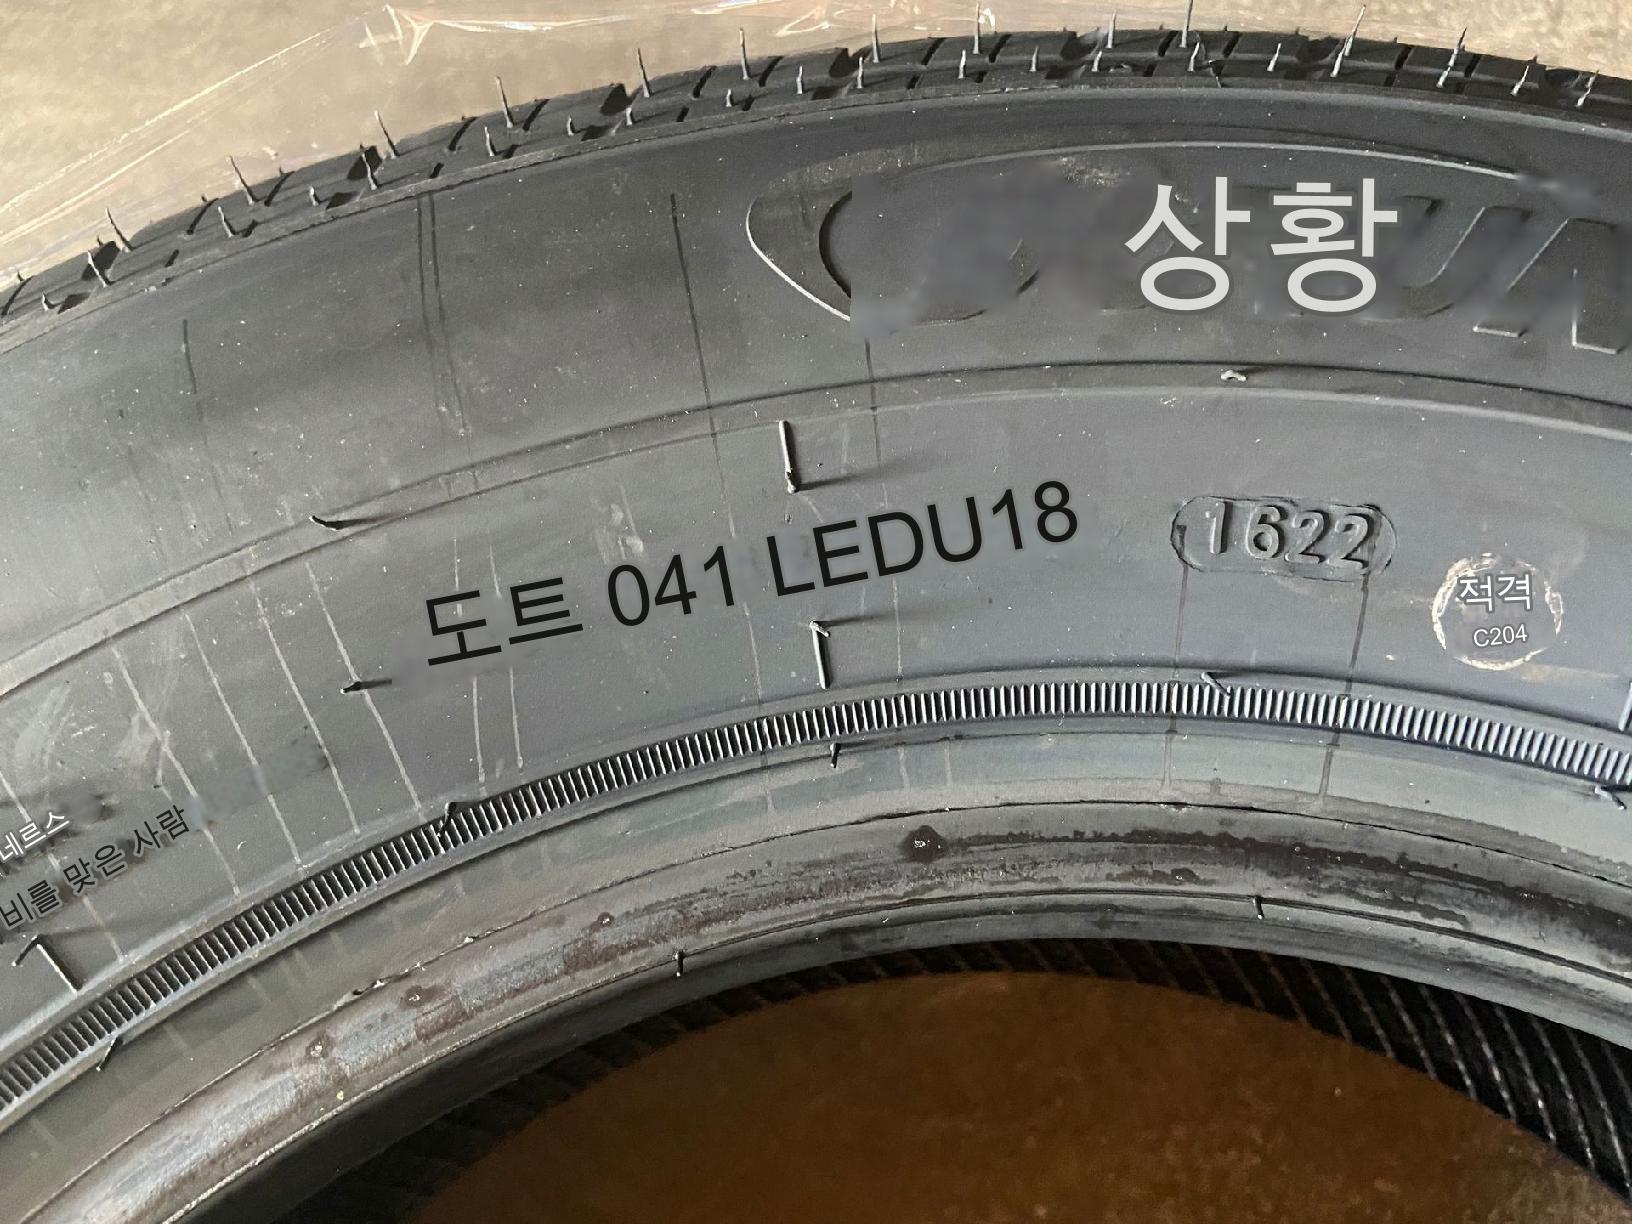 상황
도트 041 LEDU18
1622
적격
C204
네르스
비를 맞은 사람